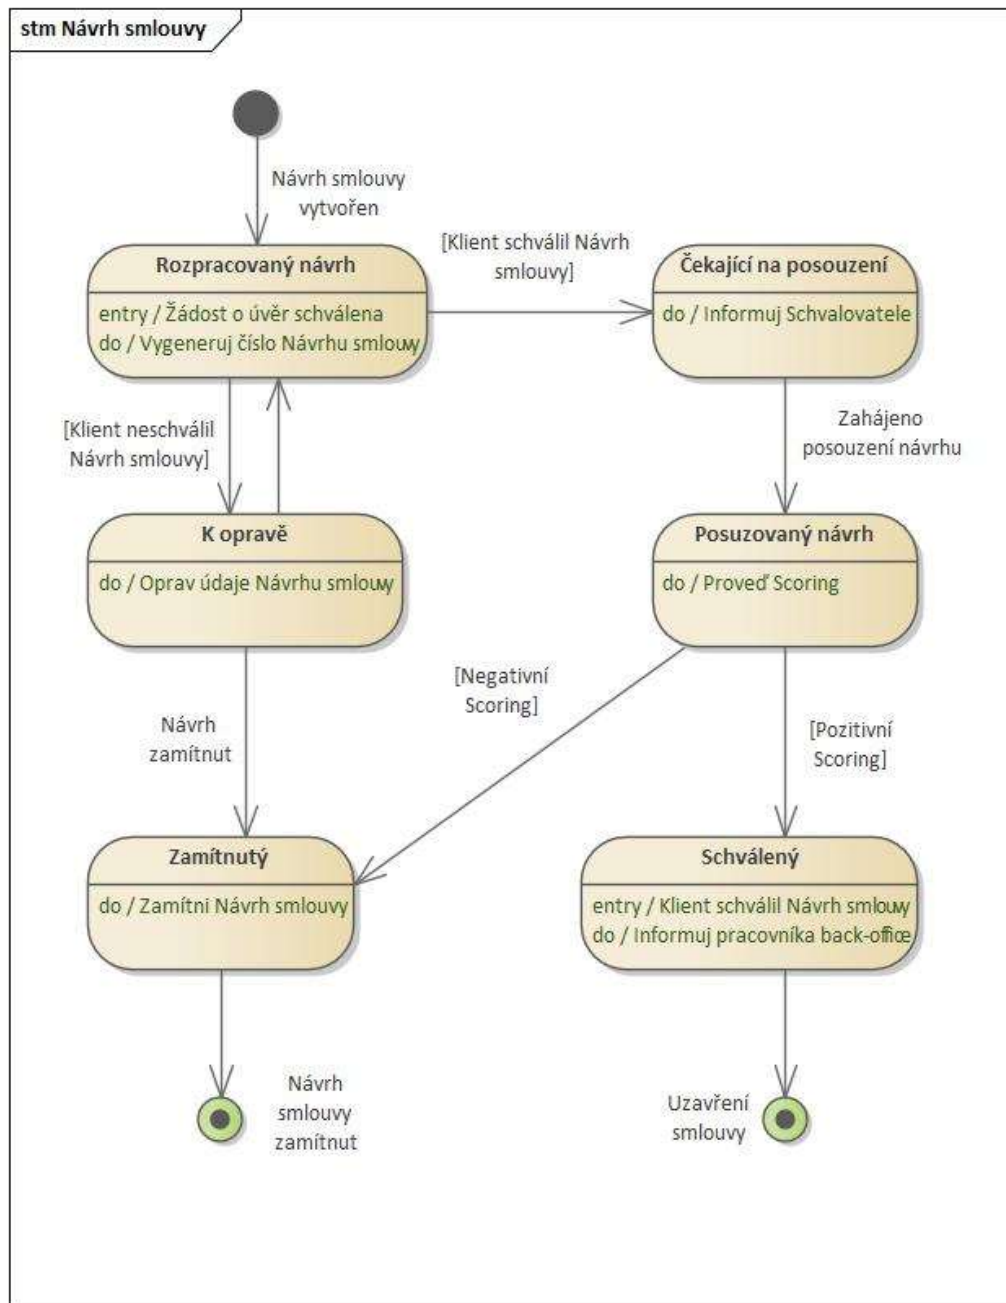 stm Návrh smlouvy
Návrh smlouvy
vytvořen
[Klient schválil Návrh
smlouvy]
Rozpracovaný návrh
entry / Žádost o úvěr schválena
do / Vygeneruj číslo Návrhu smlouvy
Čekající na posouzení
do / Informuj Schvalovatele
[Klient neschválil
Návrh smlouvy]
Zahájeno
posouzení návrhu
K opravě
do / Oprav údaje Návrhu smlouvy
Posuzovaný návrh
do / Proveď Scoring
[Negativní
Scoring]
Návrh
zamítnut
[Pozitivní
Scoring]
Zamítnutý
do / Zamítni Návrh smlouvy
Schválený
entry / Klient schválil Návrh smlouvy
do / Informuj pracovníka back-office
Návrh
smlouvy
zamítnut
Uzavření
smlouvy